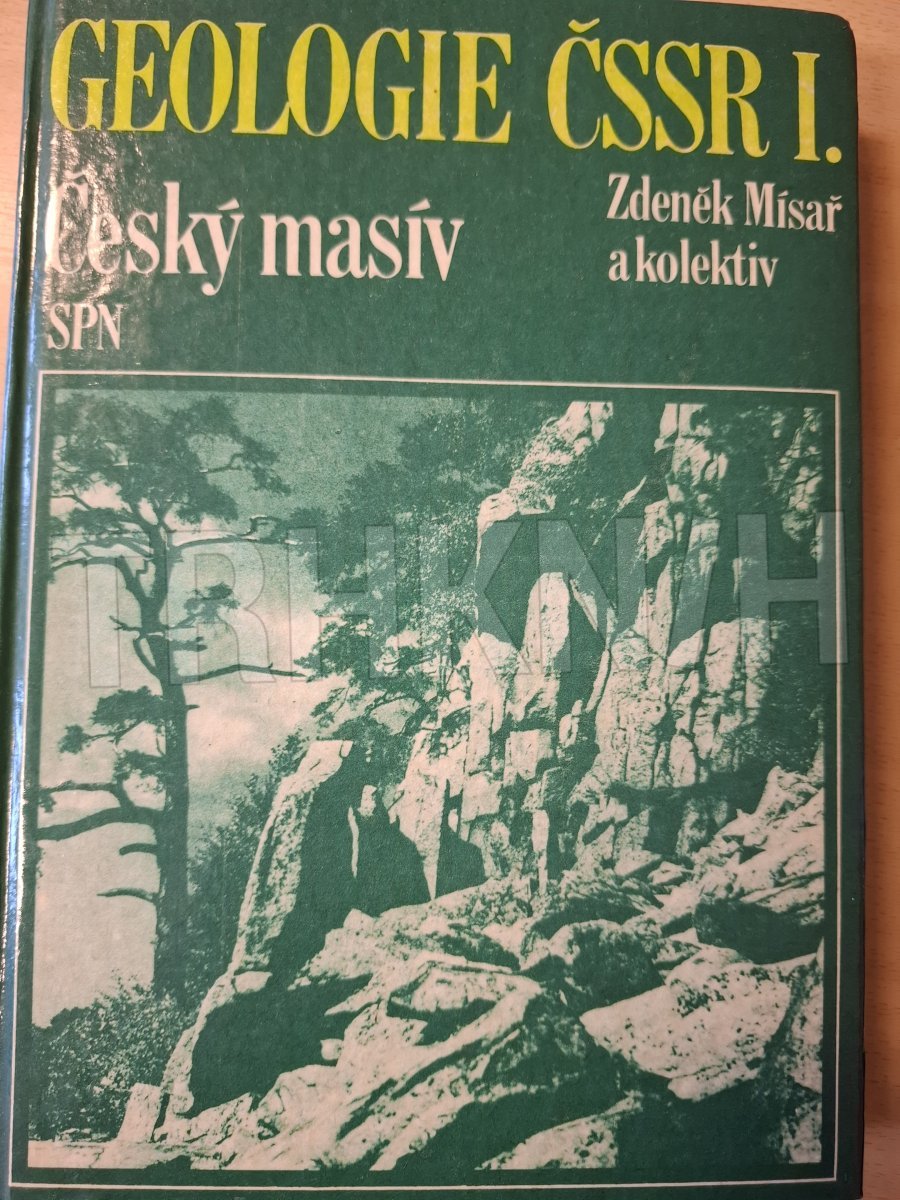 GEOLOGIE ČSSR I.
Český masív
Zdeněk Mísař
a kolektiv
SPN
TRHKNIH